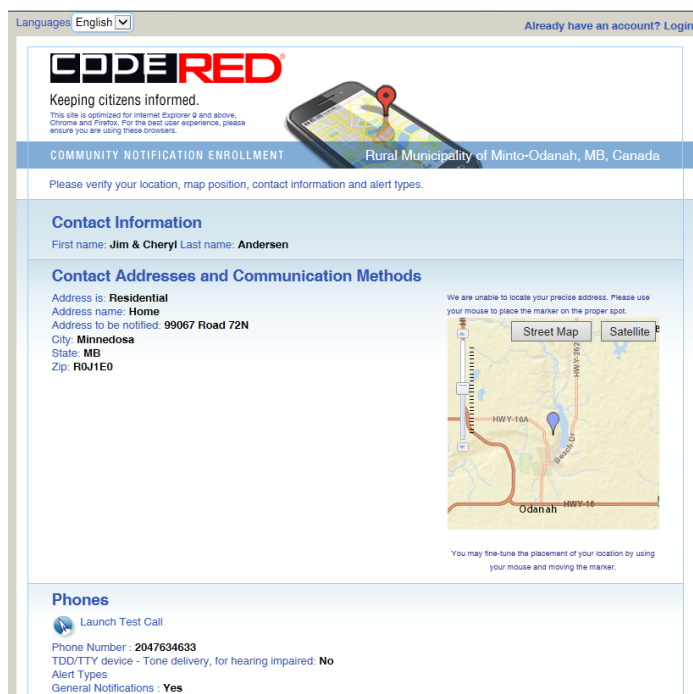 Languages English
Already have an account? Login
CODERED
Keeping citizens informed.
This site is optimized for Internet Explorer 9 and above,
Chrome and Firefox. For the best user experience, please
ensure you are using these browsers.
COMMUNITY NOTIFICATION ENROLLMENT
Rural Municipality of Minto-Odanah, MB, Canada
Please verify your location, map position, contact information and alert types.
Contact Information
First name: Jim & Cheryl Last name: Andersen
Contact Addresses and Communication Methods
Address is: Residential
Address name: Home
Address to be notified: 99067 Road 72N
City: Minnedosa
State: MB
Zip: R0J1E0
We are unable to locate your precise address. Please use
your mouse to place the marker on the proper spot.
Street Map
Satellite
HWY-262
HWY-16A
Beach Dr
HWY-16
Odanah
You may fine-tune the placement of your location by using
your mouse and moving the marker.
Phones
Launch Test Call
Phone Number : 2047634633
TDD/TTY device - Tone delivery, for hearing impaired: No
Alert Types
General Notifications : Yes